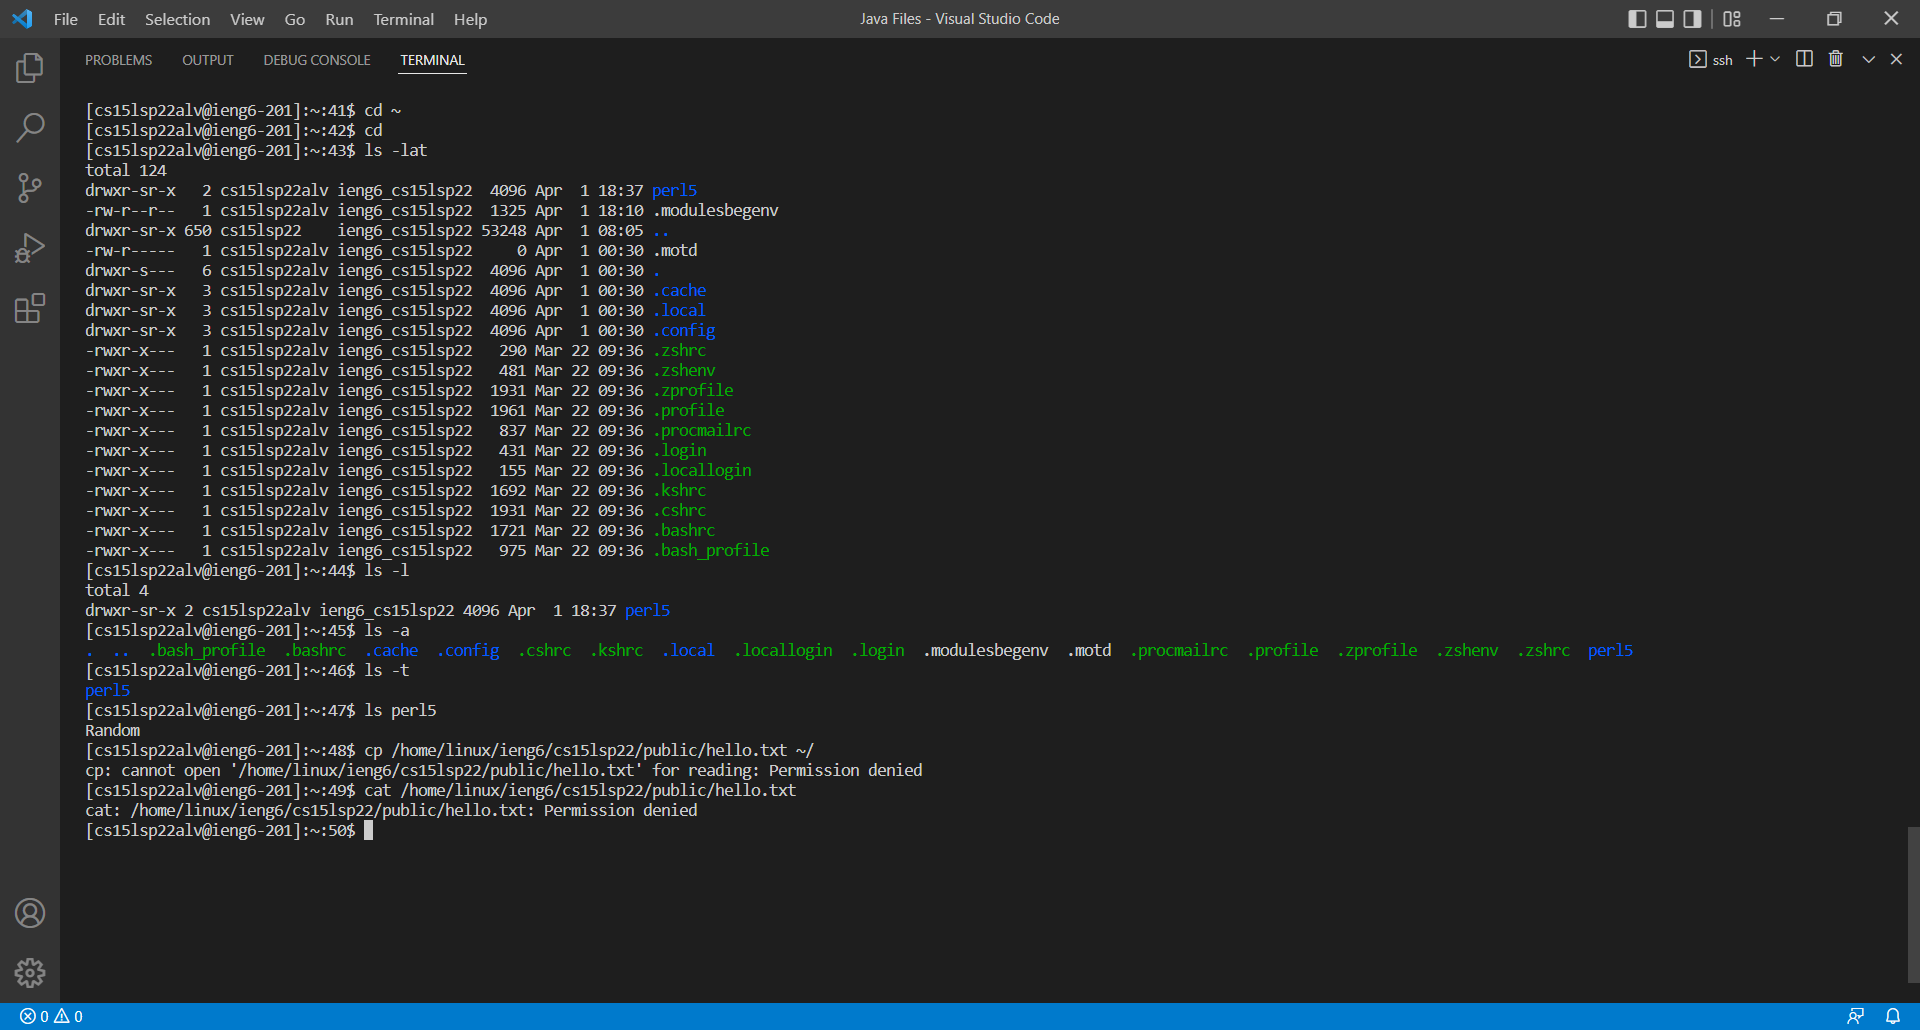 File Edit Selection View Go Run Terminal Help Java Files - Visual Studio Code
PROBLEMS OUTPUT DEBUG CONSOLE TERMINAL ssh
[cs15lsp22alv@ieng6-201]:~:41$ cd ~
[cs15lsp22alv@ieng6-201]:~:42$ cd
[cs15lsp22alv@ieng6-201]:~:43$ ls -lat
total 124
drwxr-sr-x   2 cs15lsp22alv ieng6_cs15lsp22  4096 Apr  1 18:37 perl5
-rw-r--r--   1 cs15lsp22alv ieng6_cs15lsp22  1325 Apr  1 18:10 .modulesbegenv
drwxr-sr-x 650 cs15lsp22    ieng6_cs15lsp22 53248 Apr  1 08:05 ..
-rw-r-----   1 cs15lsp22alv ieng6_cs15lsp22     0 Apr  1 00:30 .motd
drwxr-s---   6 cs15lsp22alv ieng6_cs15lsp22  4096 Apr  1 00:30 .
drwxr-sr-x   3 cs15lsp22alv ieng6_cs15lsp22  4096 Apr  1 00:30 .cache
drwxr-sr-x   3 cs15lsp22alv ieng6_cs15lsp22  4096 Apr  1 00:30 .local
drwxr-sr-x   3 cs15lsp22alv ieng6_cs15lsp22  4096 Apr  1 00:30 .config
-rwxr-x---   1 cs15lsp22alv ieng6_cs15lsp22   290 Mar 22 09:36 .zshrc
-rwxr-x---   1 cs15lsp22alv ieng6_cs15lsp22   481 Mar 22 09:36 .zshenv
-rwxr-x---   1 cs15lsp22alv ieng6_cs15lsp22  1931 Mar 22 09:36 .zprofile
-rwxr-x---   1 cs15lsp22alv ieng6_cs15lsp22  1961 Mar 22 09:36 .profile
-rwxr-x---   1 cs15lsp22alv ieng6_cs15lsp22   837 Mar 22 09:36 .procmailrc
-rwxr-x---   1 cs15lsp22alv ieng6_cs15lsp22   431 Mar 22 09:36 .login
-rwxr-x---   1 cs15lsp22alv ieng6_cs15lsp22   155 Mar 22 09:36 .locallogin
-rwxr-x---   1 cs15lsp22alv ieng6_cs15lsp22  1692 Mar 22 09:36 .kshrc
-rwxr-x---   1 cs15lsp22alv ieng6_cs15lsp22  1931 Mar 22 09:36 .cshrc
-rwxr-x---   1 cs15lsp22alv ieng6_cs15lsp22  1721 Mar 22 09:36 .bashrc
-rwxr-x---   1 cs15lsp22alv ieng6_cs15lsp22   975 Mar 22 09:36 .bash_profile
[cs15lsp22alv@ieng6-201]:~:44$ ls -l
total 4
drwxr-sr-x 2 cs15lsp22alv ieng6_cs15lsp22 4096 Apr  1 18:37 perl5
[cs15lsp22alv@ieng6-201]:~:45$ ls -a
.  ..  .bash_profile  .bashrc  .cache  .config  .cshrc  .kshrc  .local  .locallogin  .login  .modulesbegenv  .motd  .procmailrc  .profile  .zprofile  .zshenv  .zshrc  perl5
[cs15lsp22alv@ieng6-201]:~:46$ ls -t
perl5
[cs15lsp22alv@ieng6-201]:~:47$ ls perl5
Random
[cs15lsp22alv@ieng6-201]:~:48$ cp /home/linux/ieng6/cs15lsp22/public/hello.txt ~/
cp: cannot open '/home/linux/ieng6/cs15lsp22/public/hello.txt' for reading: Permission denied
[cs15lsp22alv@ieng6-201]:~:49$ cat /home/linux/ieng6/cs15lsp22/public/hello.txt
cat: /home/linux/ieng6/cs15lsp22/public/hello.txt: Permission denied
[cs15lsp22alv@ieng6-201]:~:50$
0 0